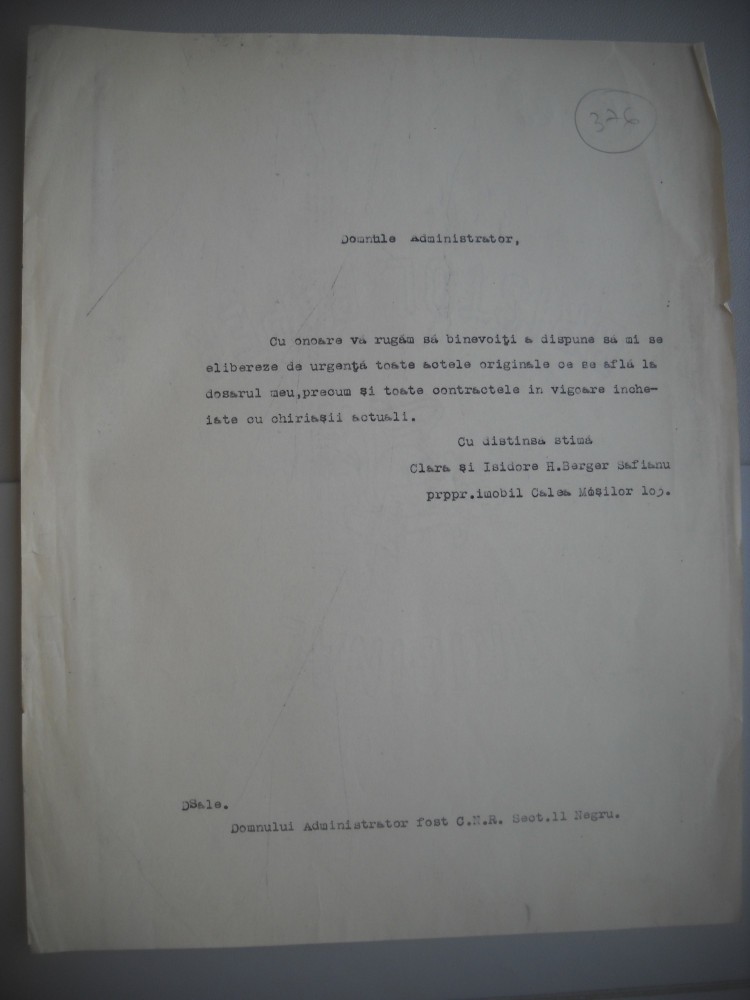 376
Domnule Administrator,
Cu onoare vă rugăm să binevoiţi a dispune să mi se
elibereze de urgenţă toate actele originale ce se află la
dosarul meu,precum şi toate contractele in vigoare inche-
iate cu chiriaşii actuali.
Cu distinsă stimă
Clara şi Isidore H.Berger Safianu
prppr.imobil Calea Moşilor
DSale.
Domnului Administrator fost C.N.R. Sect.11 Negru.